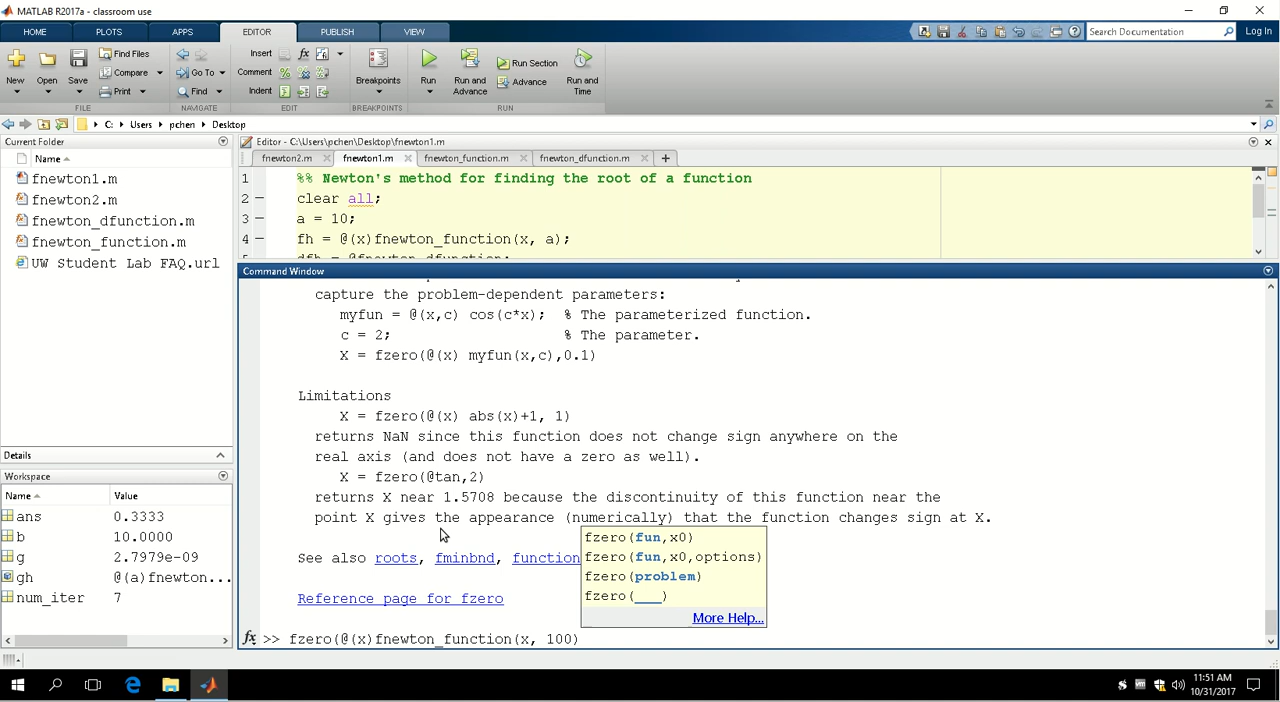 MATLAB R2017a - classroom use
HOME PLOTS APPS EDITOR PUBLISH VIEW Search Documentation Log In
New Open Save Find Files Compare Print
Go To Find
Insert fx Comment Indent
Breakpoints
Run Run and Advance Run Section Advance Run and Time
FILE NAVIGATE EDIT BREAKPOINTS RUN
C: Users pchen Desktop
Current Folder
Name
fnewton1.m
fnewton2.m
fnewton_dfunction.m
fnewton_function.m
UW Student Lab FAQ.url
Details
Workspace
Name Value
ans 0.3333
b 10.0000
g 2.7979e-09
gh @(a)fnewton...
num_iter 7
Editor - C:\Users\pchen\Desktop\fnewton1.m
fnewton2.m fnewton1.m fnewton_function.m fnewton_dfunction.m
1 %% Newton's method for finding the root of a function
2 clear all;
3 a = 10;
4 fh = @(x)fnewton_function(x, a);
dfh = @fnewton_dfunction;
Command Window
capture the problem-dependent parameters:
myfun = @(x,c) cos(c*x); % The parameterized function.
c = 2; % The parameter.
X = fzero(@(x) myfun(x,c),0.1)
Limitations
X = fzero(@(x) abs(x)+1, 1)
returns NaN since this function does not change sign anywhere on the
real axis (and does not have a zero as well).
X = fzero(@tan,2)
returns X near 1.5708 because the discontinuity of this function near the
point X gives the appearance (numerically) that the function changes sign at X.
See also roots, fminbnd, function
Reference page for fzero
fzero(fun,x0)
fzero(fun,x0,options)
fzero(problem)
fzero(___)
More Help...
fx >> fzero(@(x)fnewton_function(x, 100)
11:51 AM
10/31/2017